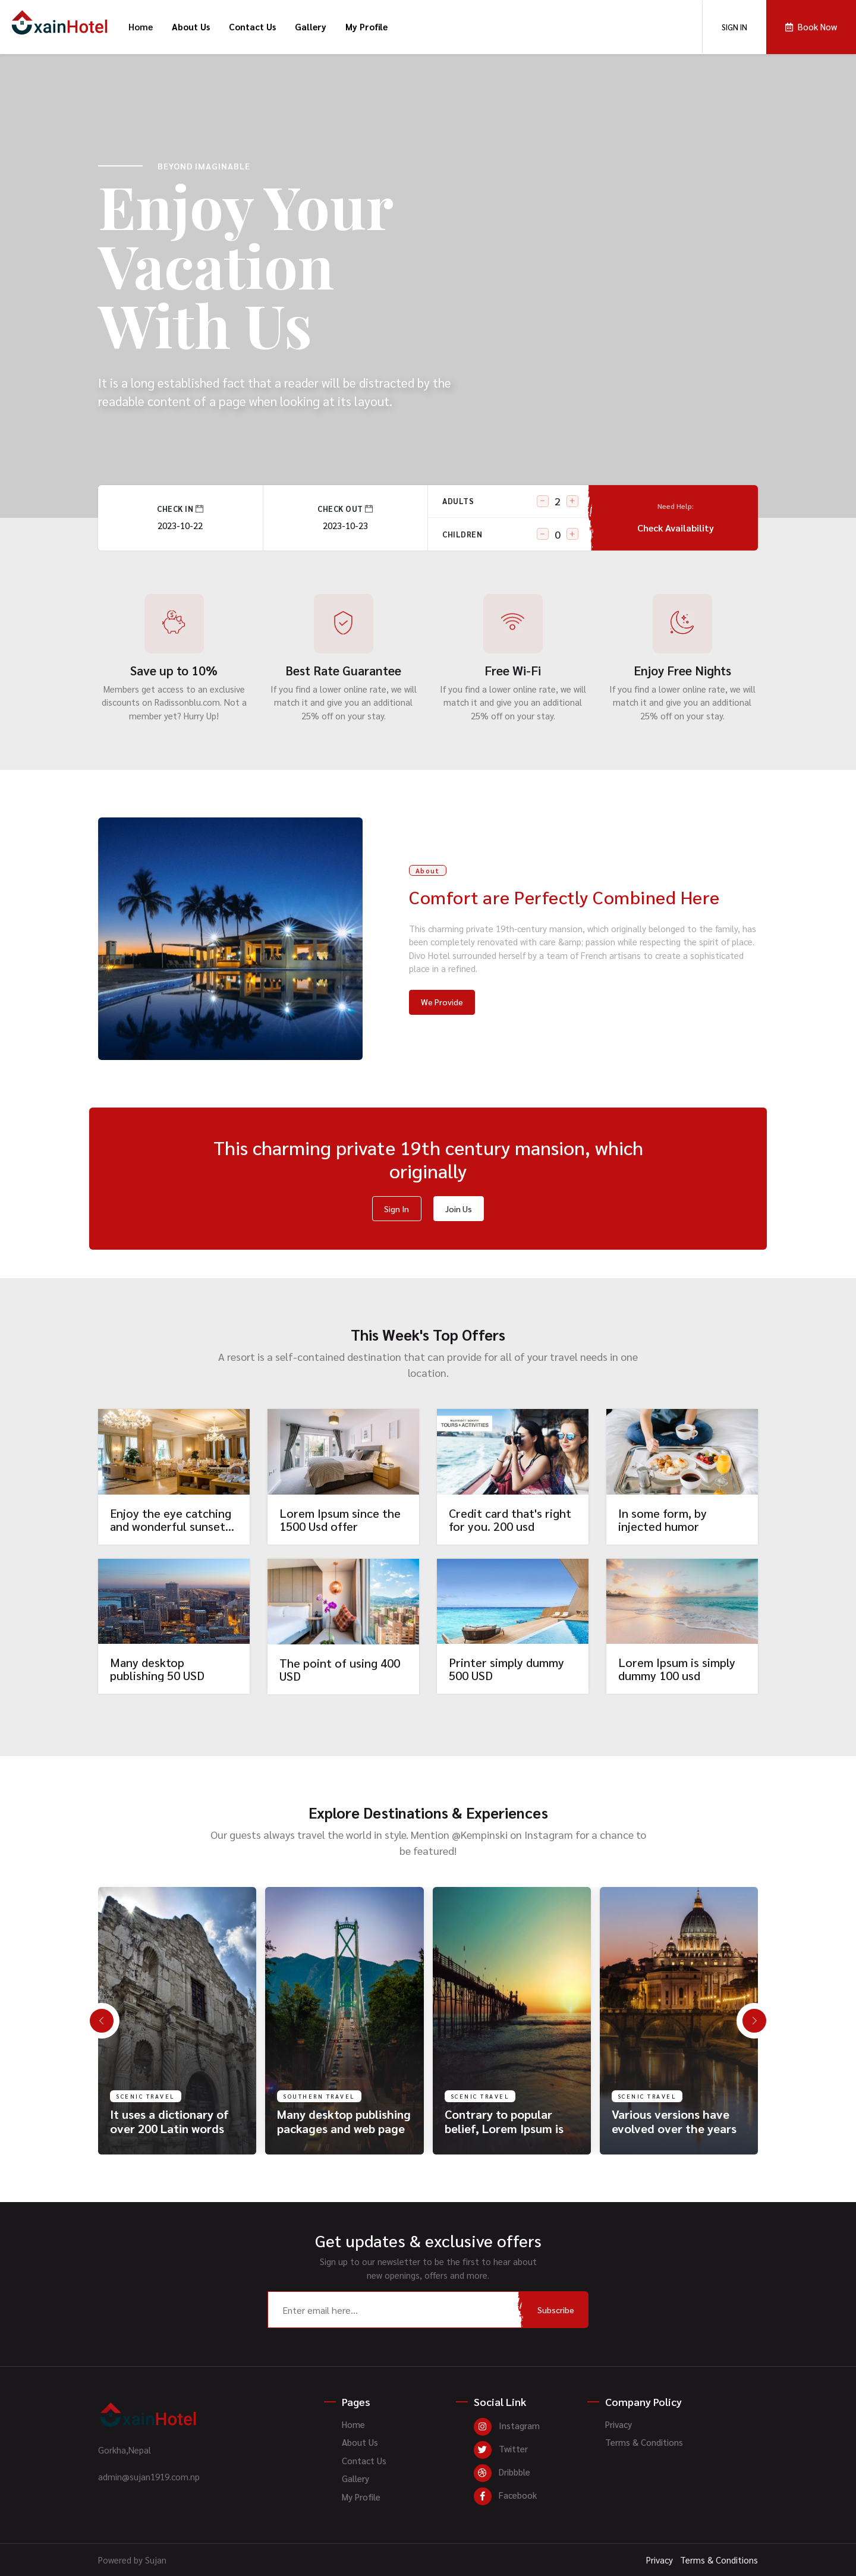 xainHotel
Home
About Us
Contact Us
Gallery
My Profile
SIGN IN
Book Now
BEYOND IMAGINABLE
Enjoy Your
Vacation
With Us
It is a long established fact that a reader will be distracted by the
readable content of a page when looking at its layout.
CHECK IN
2023-10-22
CHECK OUT
2023-10-23
ADULTS
- 2 +
CHILDREN
- 0 +
Need Help:
Check Availability
Save up to 10%
Members get access to an exclusive
discounts on Radissonblu.com. Not a
member yet? Hurry Up!
Best Rate Guarantee
If you find a lower online rate, we will
match it and give you an additional
25% off on your stay.
Free Wi-Fi
If you find a lower online rate, we will
match it and give you an additional
25% off on your stay.
Enjoy Free Nights
If you find a lower online rate, we will
match it and give you an additional
25% off on your stay.
About
Comfort are Perfectly Combined Here
This charming private 19th-century mansion, which originally belonged to the family, has
been completely renovated with care &amp; passion while respecting the spirit of place.
Divo Hotel surrounded herself by a team of French artisans to create a sophisticated
place in a refined.
We Provide
This charming private 19th century mansion, which
originally
Sign In
Join Us
This Week's Top Offers
A resort is a self-contained destination that can provide for all of your travel needs in one
location.
Enjoy the eye catching
and wonderful sunset...
Lorem Ipsum since the
1500 Usd offer
TOURS & ACTIVITIES
Credit card that's right
for you. 200 usd
In some form, by
injected humor
Many desktop
publishing 50 USD
The point of using 400
USD
Printer simply dummy
500 USD
Lorem Ipsum is simply
dummy 100 usd
Explore Destinations & Experiences
Our guests always travel the world in style. Mention @Kempinski on Instagram for a chance to
be featured!
SCENIC TRAVEL
It uses a dictionary of
over 200 Latin words
SOUTHERN TRAVEL
Many desktop publishing
packages and web page
SCENIC TRAVEL
Contrary to popular
belief, Lorem Ipsum is
SCENIC TRAVEL
Various versions have
evolved over the years
Get updates & exclusive offers
Sign up to our newsletter to be the first to hear about
new openings, offers and more.
Enter email here...
Subscribe
xainHotel
Gorkha,Nepal
admin@sujan1919.com.np
Pages
Home
About Us
Contact Us
Gallery
My Profile
Social Link
Instagram
Twitter
Dribbble
Facebook
Company Policy
Privacy
Terms & Conditions
Powered by Sujan
Privacy
Terms & Conditions